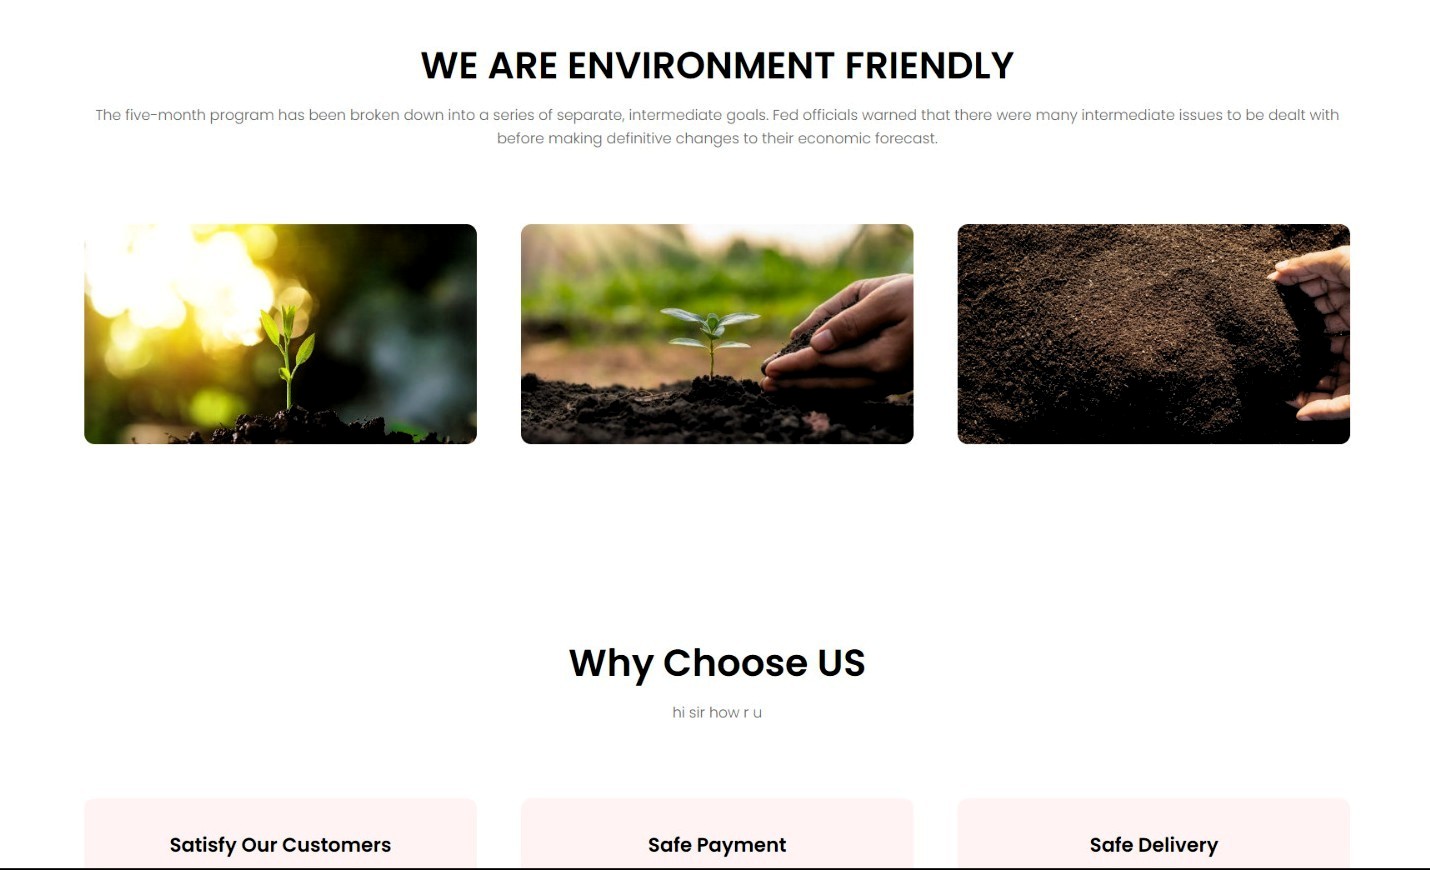 WE ARE ENVIRONMENT FRIENDLY
The five-month program has been broken down into a series of separate, intermediate goals. Fed officials warned that there were many intermediate issues to be dealt with
before making definitive changes to their economic forecast.
Why Choose US
hi sir how r u
Satisfy Our Customers
Safe Payment
Safe Delivery